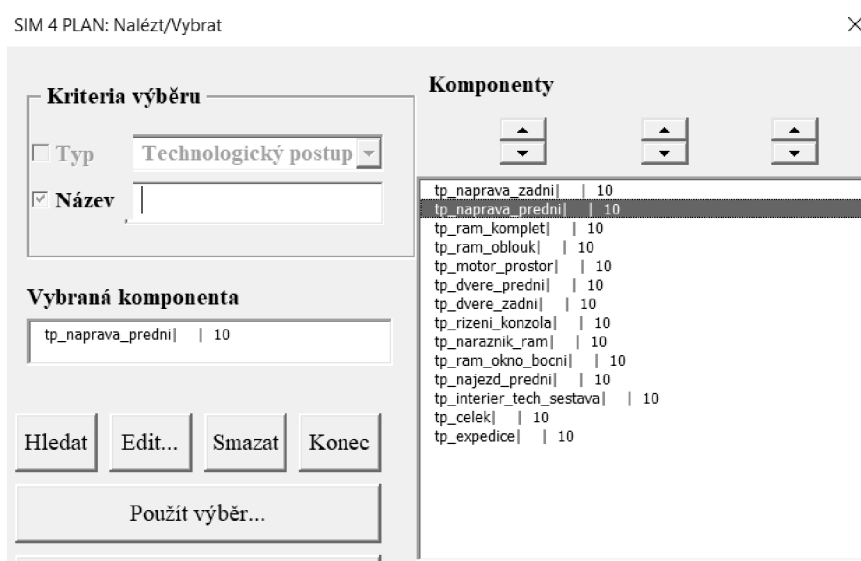 SIM 4 PLAN: Nalézt/Vybrat
Kriteria výběru
Typ
Technologický postup
Název
Vybraná komponenta
tp_naprava_predni| | 10
Hledat
Edit...
Smazat
Konec
Použít výběr...
Komponenty
tp_naprava_zadni| | 10
tp_naprava_predni| | 10
tp_ram_komplet| | 10
tp_ram_oblouk| | 10
tp_motor_prostor| | 10
tp_dvere_predni| | 10
tp_dvere_zadni| | 10
tp_rizeni_konzola| | 10
tp_naraznik_ram| | 10
tp_ram_okno_bocni| | 10
tp_najezd_predni| | 10
tp_interier_tech_sestava| | 10
tp_celek| | 10
tp_expedice| | 10